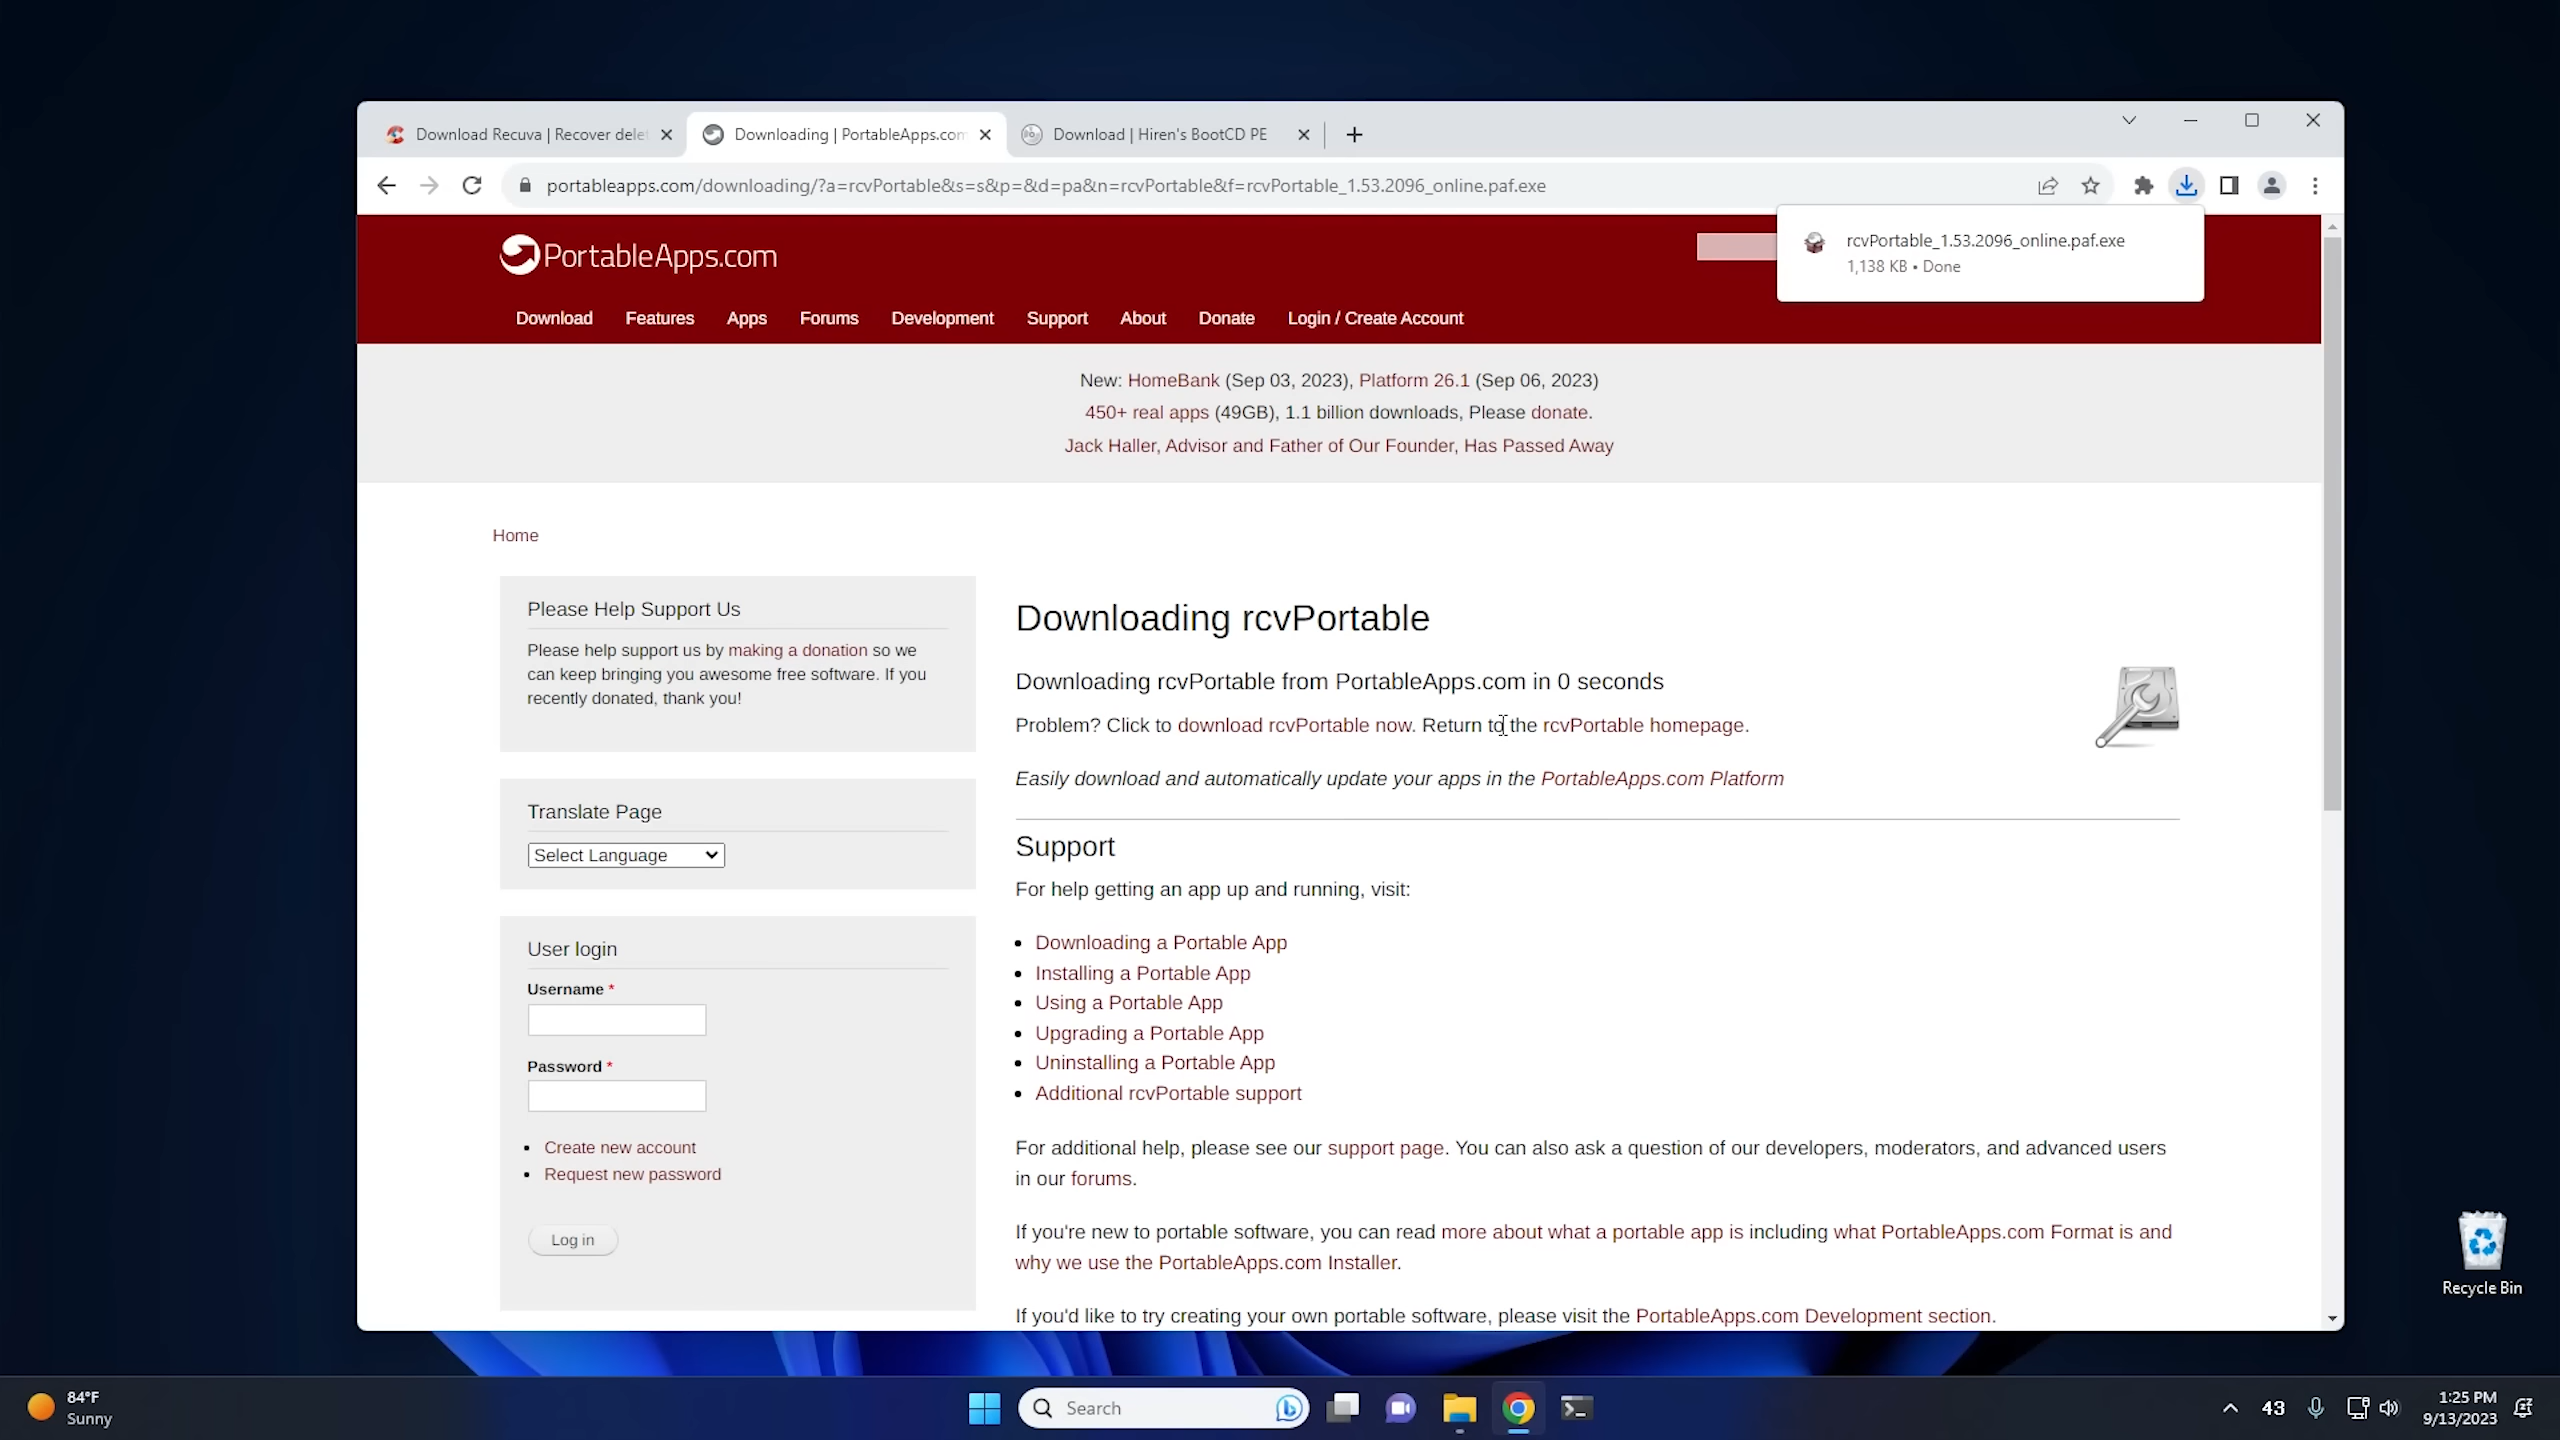 Download Recuva | Recover dele
Downloading | PortableApps.com
Download | Hiren's BootCD PE
portableapps.com/downloading/?a=rcvPortable&s=s&p=&d=pa&n=rcvPortable&f=rcvPortable_1.53.2096_online.paf.exe
rcvPortable_1.53.2096_online.paf.exe
1,138 KB • Done
PortableApps.com
Download Features Apps Forums Development Support About Donate Login / Create Account
New: HomeBank (Sep 03, 2023), Platform 26.1 (Sep 06, 2023)
450+ real apps (49GB), 1.1 billion downloads, Please donate.
Jack Haller, Advisor and Father of Our Founder, Has Passed Away
Home
Please Help Support Us
Please help support us by making a donation so we
can keep bringing you awesome free software. If you
recently donated, thank you!
Translate Page
Select Language
User login
Username *
Password *
• Create new account
• Request new password
Log in
Downloading rcvPortable
Downloading rcvPortable from PortableApps.com in 0 seconds
Problem? Click to download rcvPortable now. Return to the rcvPortable homepage.
Easily download and automatically update your apps in the PortableApps.com Platform
Support
For help getting an app up and running, visit:
• Downloading a Portable App
• Installing a Portable App
• Using a Portable App
• Upgrading a Portable App
• Uninstalling a Portable App
• Additional rcvPortable support
For additional help, please see our support page. You can also ask a question of our developers, moderators, and advanced users
in our forums.
If you're new to portable software, you can read more about what a portable app is including what PortableApps.com Format is and
why we use the PortableApps.com Installer.
If you'd like to try creating your own portable software, please visit the PortableApps.com Development section.
Recycle Bin
84°F
Sunny
Search
43
1:25 PM
9/13/2023